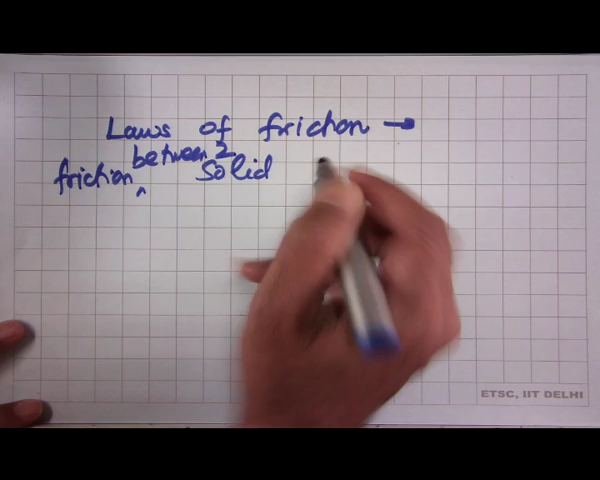 Laws of friction →
between 2
friction ^ Solid
ETSC, IIT DELHI